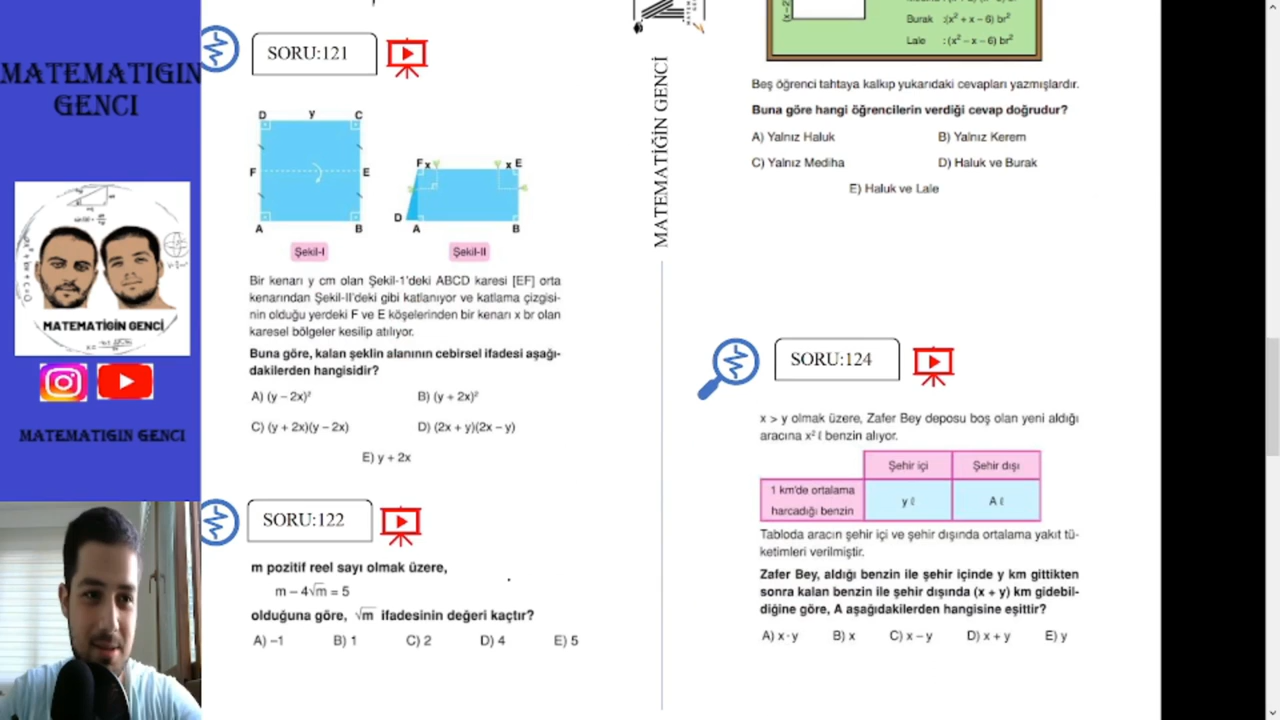 MATEMATIGIN
GENCI
MATEMATİGİN GENCİ
MATEMATIGIN GENCI
SORU:121
D y C
F E
A B
Şekil-I
F x x E
D A B
Şekil-II
Bir kenarı y cm olan Şekil-1'deki ABCD karesi [EF] orta
kenarından Şekil-II'deki gibi katlanıyor ve katlama çizgisi-
nin olduğu yerdeki F ve E köşelerinden bir kenarı x br olan
karesel bölgeler kesilip atılıyor.
Buna göre, kalan şeklin alanının cebirsel ifadesi aşağı-
dakilerden hangisidir?
A) (y – 2x)² B) (y + 2x)²
C) (y + 2x)(y – 2x) D) (2x + y)(2x – y)
E) y + 2x
SORU:122
m pozitif reel sayı olmak üzere,
m – 4√m = 5
olduğuna göre, √m ifadesinin değeri kaçtır?
A) –1 B) 1 C) 2 D) 4 E) 5
MATEMATİĞİN GENCİ
Burak :(x² + x – 6) br²
Lale : (x² – x – 6) br²
Beş öğrenci tahtaya kalkıp yukarıdaki cevapları yazmışlardır.
Buna göre hangi öğrencilerin verdiği cevap doğrudur?
A) Yalnız Haluk B) Yalnız Kerem
C) Yalnız Mediha D) Haluk ve Burak
E) Haluk ve Lale
SORU:124
x > y olmak üzere, Zafer Bey deposu boş olan yeni aldığı
aracına x² ℓ benzin alıyor.
Şehir içi Şehir dışı
1 km'de ortalama
harcadığı benzin
y ℓ A ℓ
Tabloda aracın şehir içi ve şehir dışında ortalama yakıt tü-
ketimleri verilmiştir.
Zafer Bey, aldığı benzin ile şehir içinde y km gittikten
sonra kalan benzin ile şehir dışında (x + y) km gidebil-
diğine göre, A aşağıdakilerden hangisine eşittir?
A) x · y B) x C) x – y D) x + y E) y